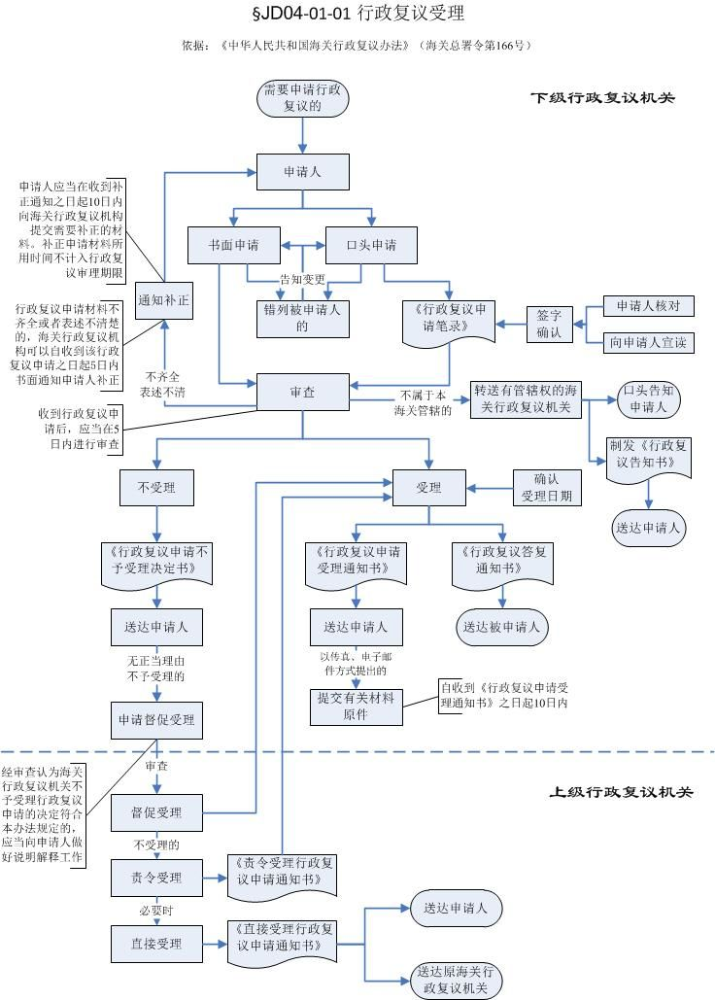 §JD04-01-01 行政复议受理
依据：《中华人民共和国海关行政复议办法》（海关总署令第166号）
需要申请行政
复议的
下级行政复议机关
申请人
申请人应当在收到补
正通知之日起10日内
向海关行政复议机构
提交需要补正的材
料。补正申请材料所
用时间不计入行政复
议审理期限
书面申请
口头申请
告知变更
通知补正
错列被申请人
的
《行政复议申
请笔录》
签字
确认
申请人核对
向申请人宣读
行政复议申请材料不
齐全或者表述不清楚
的，海关行政复议机
构可以自收到该行政
复议申请之日起5日内
书面通知申请人补正
不齐全
表述不清
审查
不属于本
海关管辖的
转送有管辖权的海
关行政复议机关
口头告知
申请人
收到行政复议申
请后，应当在5
日内进行审查
制发《行政复
议告知书》
送达申请人
不受理
受理
确认
受理日期
《行政复议申请不
予受理决定书》
《行政复议申请
受理通知书》
《行政复议答复
通知书》
送达申请人
送达申请人
送达被申请人
无正当理由
不予受理的
以传真、电子邮
件方式提出的
申请督促受理
提交有关材料
原件
自收到《行政复议申请受
理通知书》之日起10日内
审查
上级行政复议机关
经审查认为海关
行政复议机关不
予受理行政复议
申请的决定符合
本办法规定的，
应当向申请人做
好说明解释工作
督促受理
不受理的
责令受理
《责令受理行政复
议申请通知书》
必要时
直接受理
《直接受理行政复
议申请通知书》
送达申请人
送达原海关行
政复议机关